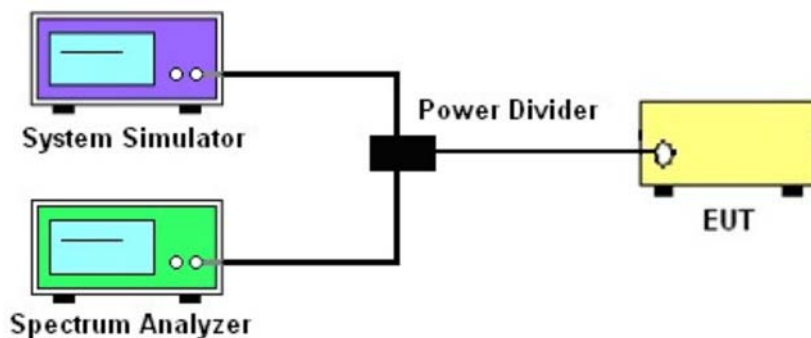 System Simulator
Power Divider
EUT
Spectrum Analyzer